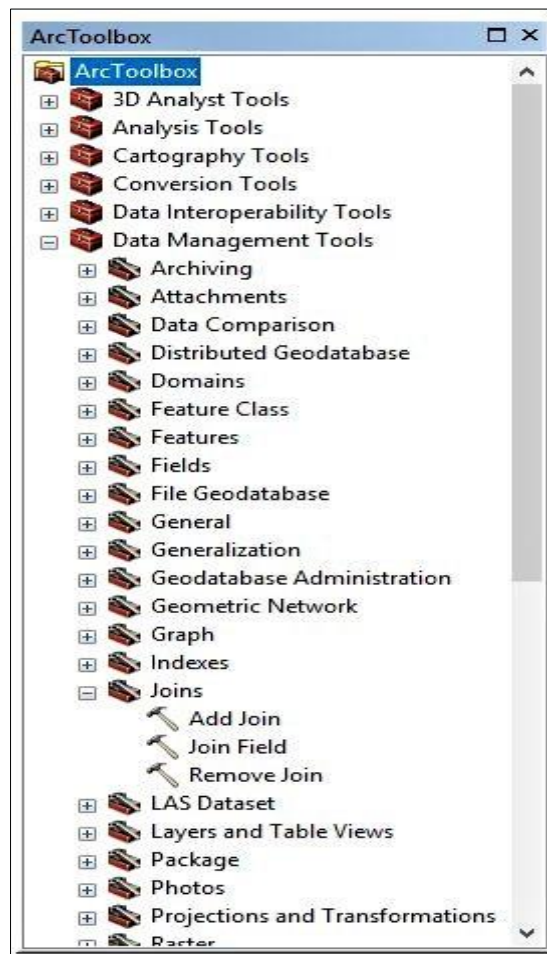 ArcToolbox
ArcToolbox
3D Analyst Tools
Analysis Tools
Cartography Tools
Conversion Tools
Data Interoperability Tools
Data Management Tools
Archiving
Attachments
Data Comparison
Distributed Geodatabase
Domains
Feature Class
Features
Fields
File Geodatabase
General
Generalization
Geodatabase Administration
Geometric Network
Graph
Indexes
Joins
Add Join
Join Field
Remove Join
LAS Dataset
Layers and Table Views
Package
Photos
Projections and Transformations
Raster